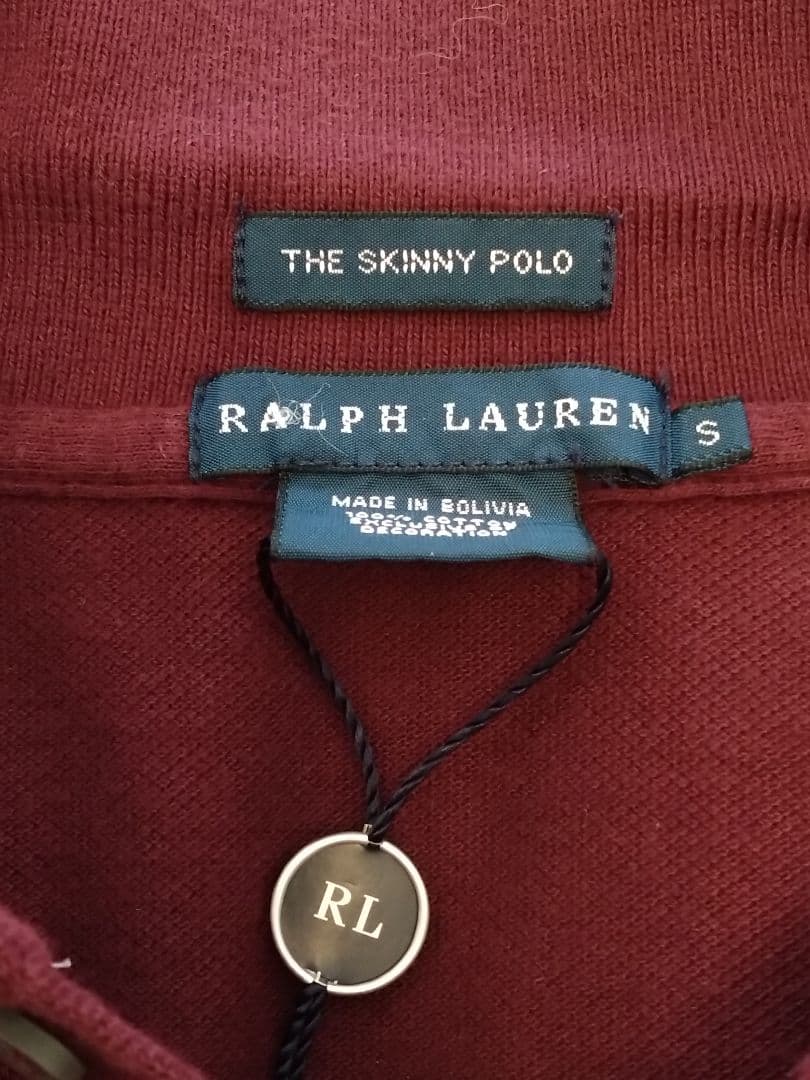 THE SKINNY POLO
RALPH LAUREN
S
MADE IN BOLIVIA
100% COTTON
EXCLUSIVE OF
DECORATION
RL